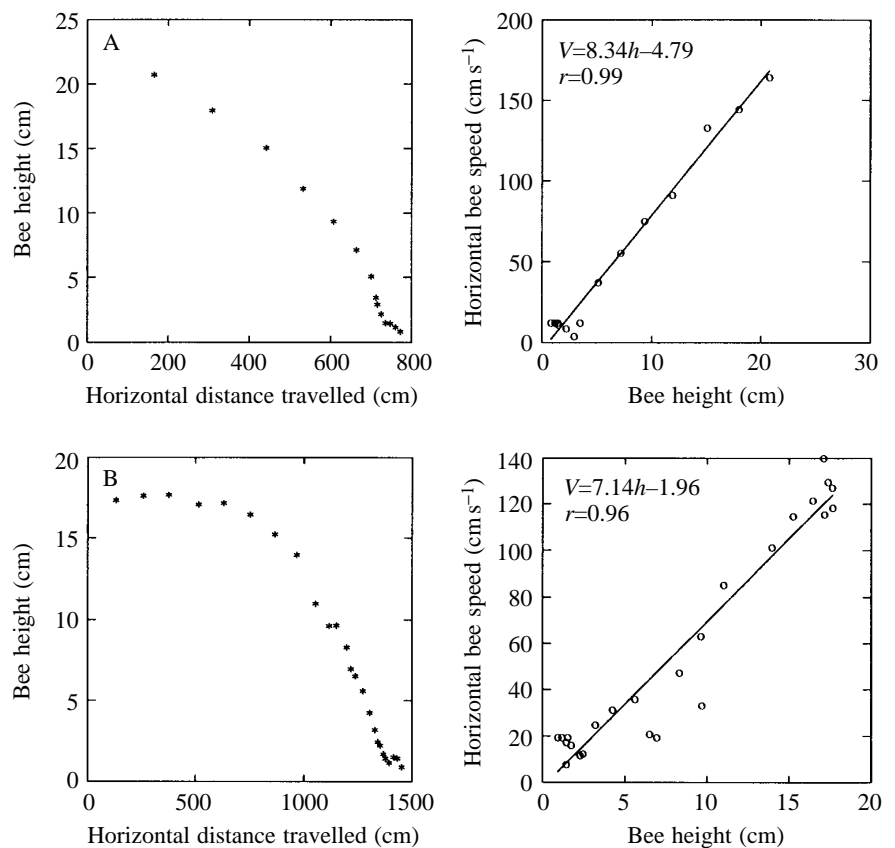 A
Bee height (cm)
25
20
15
10
5
0
0 200 400 600 800
Horizontal distance travelled (cm)
V=8.34h–4.79
r=0.99
Horizontal bee speed (cm s⁻¹)
200
150
100
50
0
0 10 20 30
Bee height (cm)
B
Bee height (cm)
20
15
10
5
0
0 500 1000 1500
Horizontal distance travelled (cm)
V=7.14h–1.96
r=0.96
Horizontal bee speed (cm s⁻¹)
140
120
100
80
60
40
20
0
0 5 10 15 20
Bee height (cm)